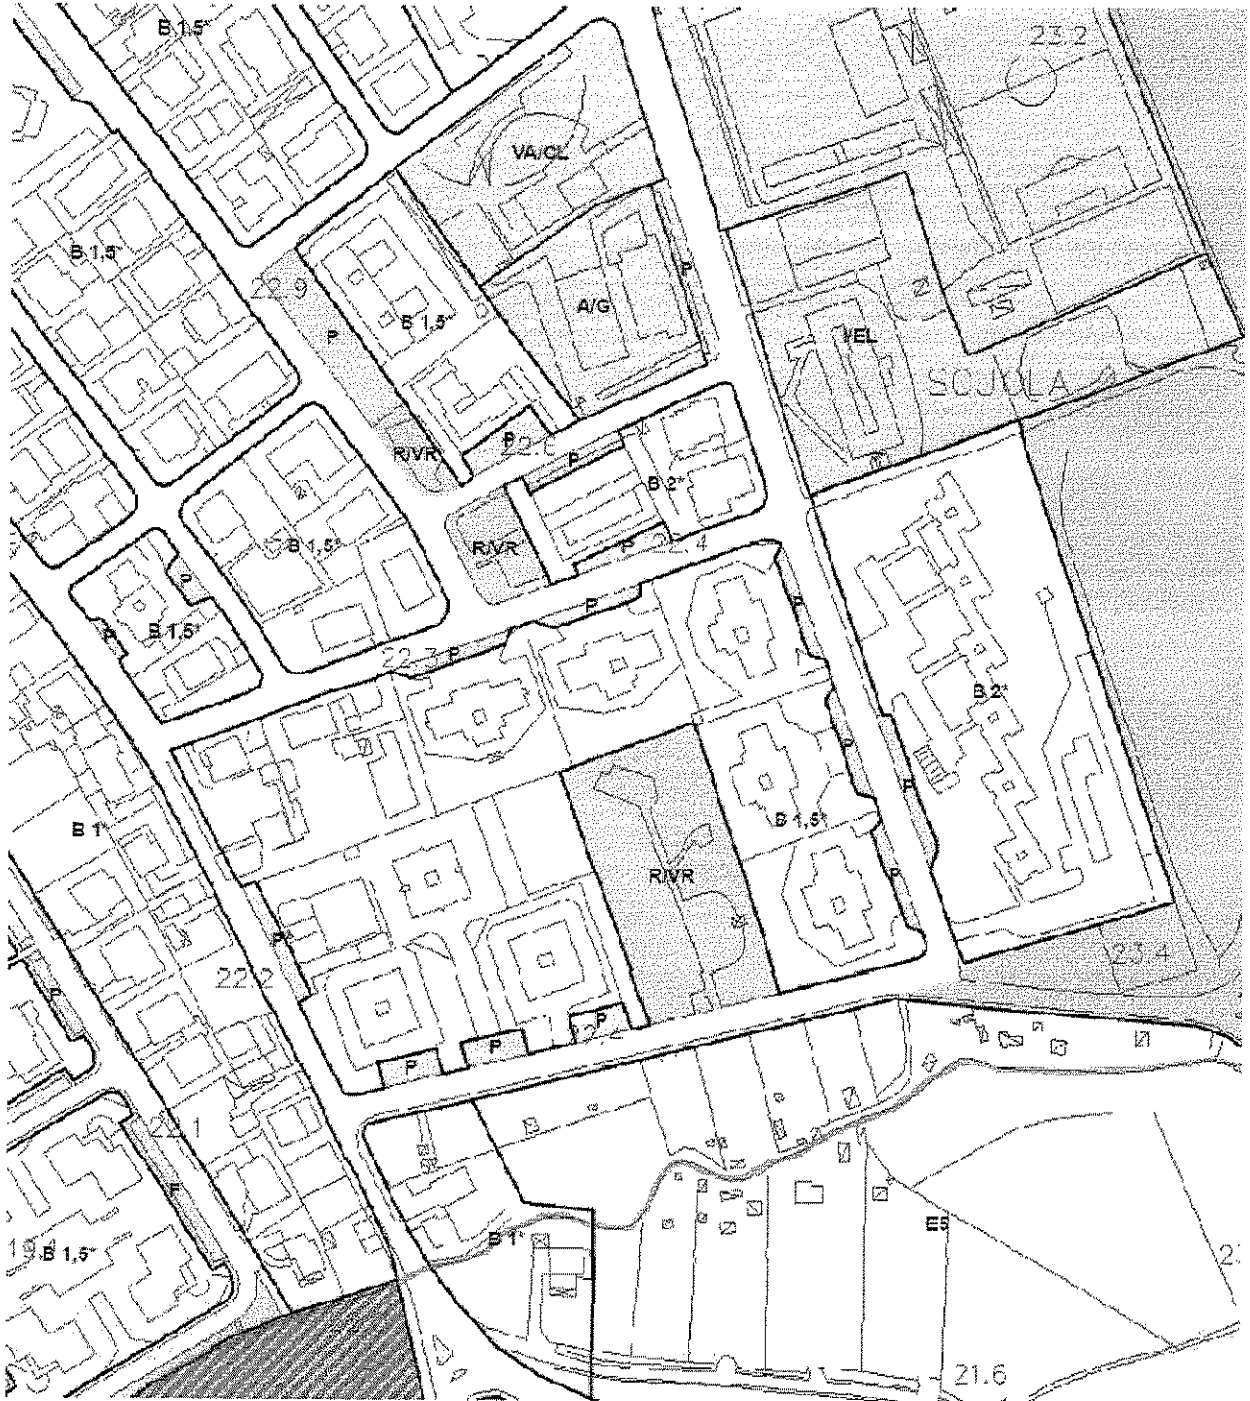 B 1,5*
23.2
VA/CL
B 1,5*
P
22.9
A/G
B 1,5*
P
I/EL
SCUOLA
P
R/VR
P
B 2*
R/VR
B 1,5*
P
22.4
P
P
P
P
B 1,5*
22.3
P
B 2*
P
P
B 1*
B 1,5*
R/VR
P
P
22.2
23.4
P
P
P
P
22.1
P
E5
B 1*
B 1,5*
21.6